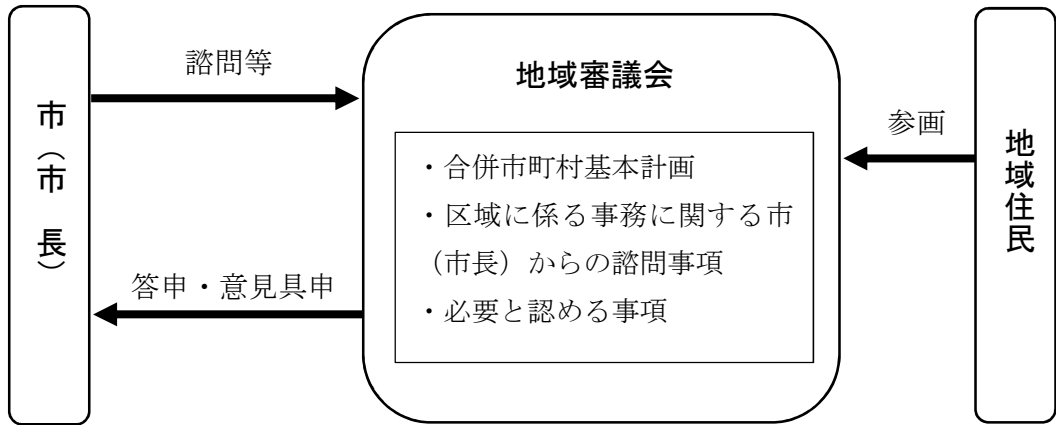 市（市長）
諮問等
答申・意見具申
地域審議会
・合併市町村基本計画
・区域に係る事務に関する市
（市長）からの諮問事項
・必要と認める事項
参画
地域住民